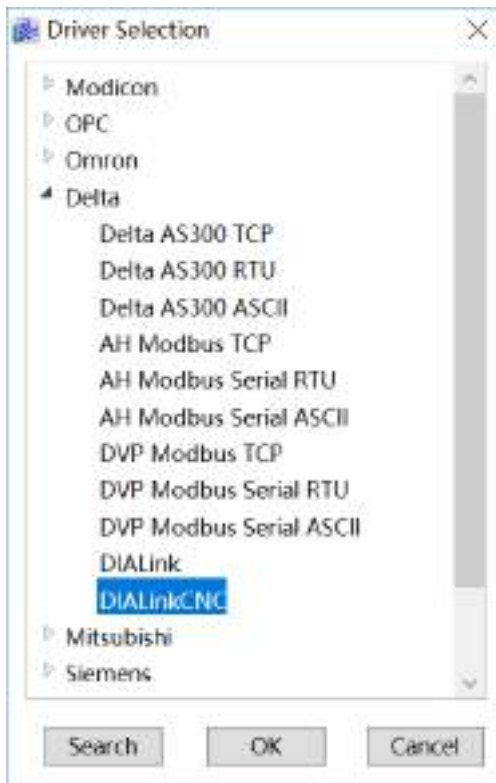 Driver Selection
Modicon
OPC
Omron
Delta
Delta AS300 TCP
Delta AS300 RTU
Delta AS300 ASCII
AH Modbus TCP
AH Modbus Serial RTU
AH Modbus Serial ASCII
DVP Modbus TCP
DVP Modbus Serial RTU
DVP Modbus Serial ASCII
DIALink
DIALinkCNC
Mitsubishi
Siemens
Search OK Cancel